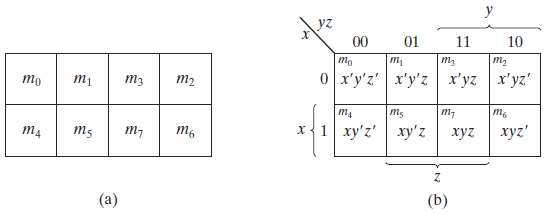 y
yz
x
00 01 11 10
m₀ m₁ m₃ m₂
m₀ m₁ m₃ m₂
0 x'y'z' x'y'z x'yz x'yz'
m₄ m₅ m₇ m₆
m₄ m₅ m₇ m₆
x 1 xy'z' xy'z xyz xyz'
z
(a) (b)